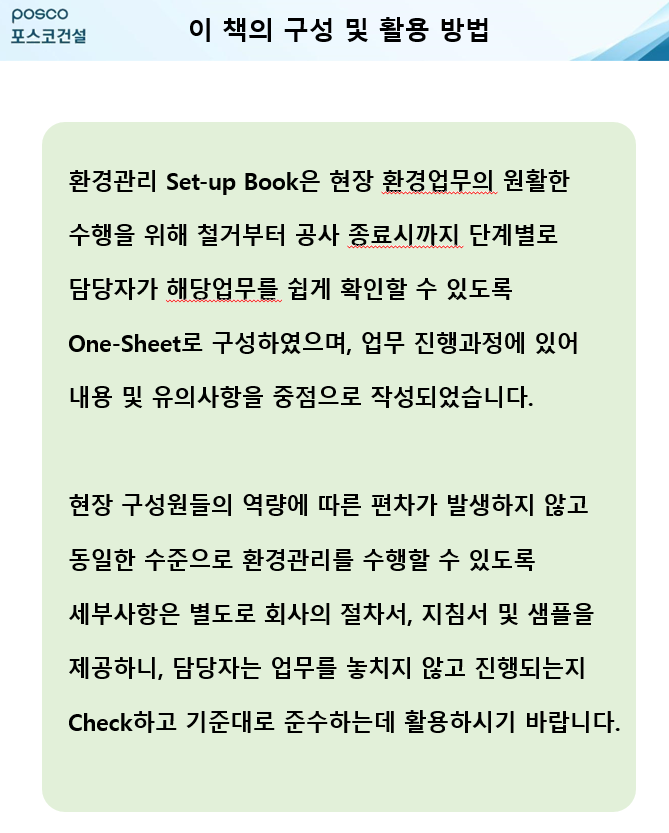 posco
포스코건설
이 책의 구성 및 활용 방법
환경관리 Set-up Book은 현장 환경업무의 원활한
수행을 위해 철거부터 공사 종료시까지 단계별로
담당자가 해당업무를 쉽게 확인할 수 있도록
One-Sheet로 구성하였으며, 업무 진행과정에 있어
내용 및 유의사항을 중점으로 작성되었습니다.
현장 구성원들의 역량에 따른 편차가 발생하지 않고
동일한 수준으로 환경관리를 수행할 수 있도록
세부사항은 별도로 회사의 절차서, 지침서 및 샘플을
제공하니, 담당자는 업무를 놓치지 않고 진행되는지
Check하고 기준대로 준수하는데 활용하시기 바랍니다.